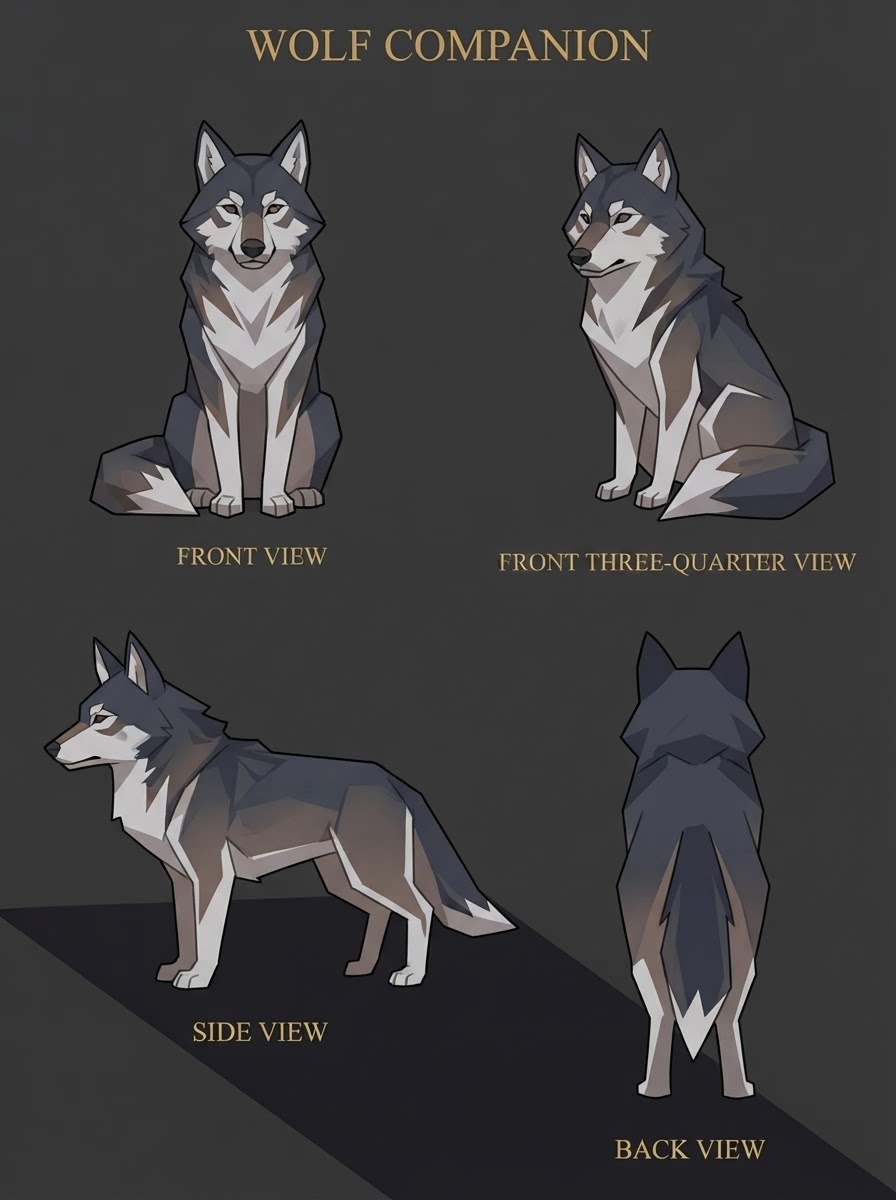 WOLF COMPANION
FRONT VIEW
FRONT THREE-QUARTER VIEW
SIDE VIEW
BACK VIEW